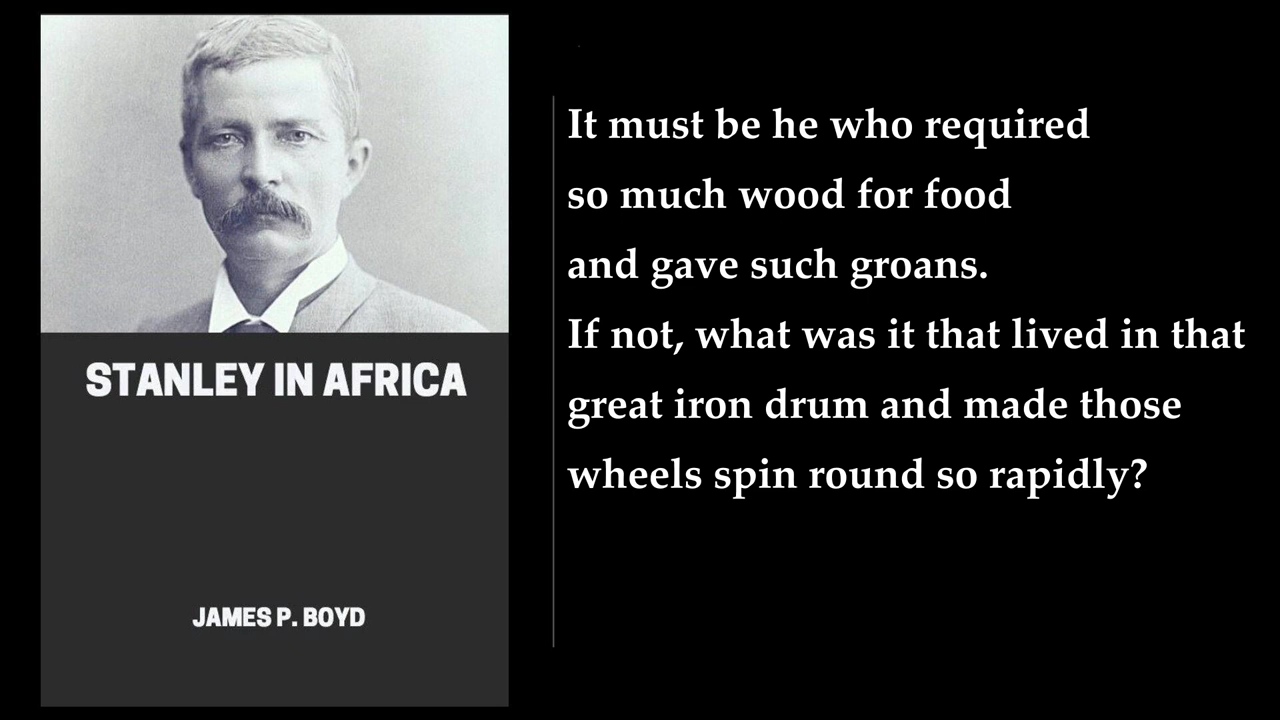 STANLEY IN AFRICA
JAMES P. BOYD
It must be he who required
so much wood for food
and gave such groans.
If not, what was it that lived in that
great iron drum and made those
wheels spin round so rapidly?